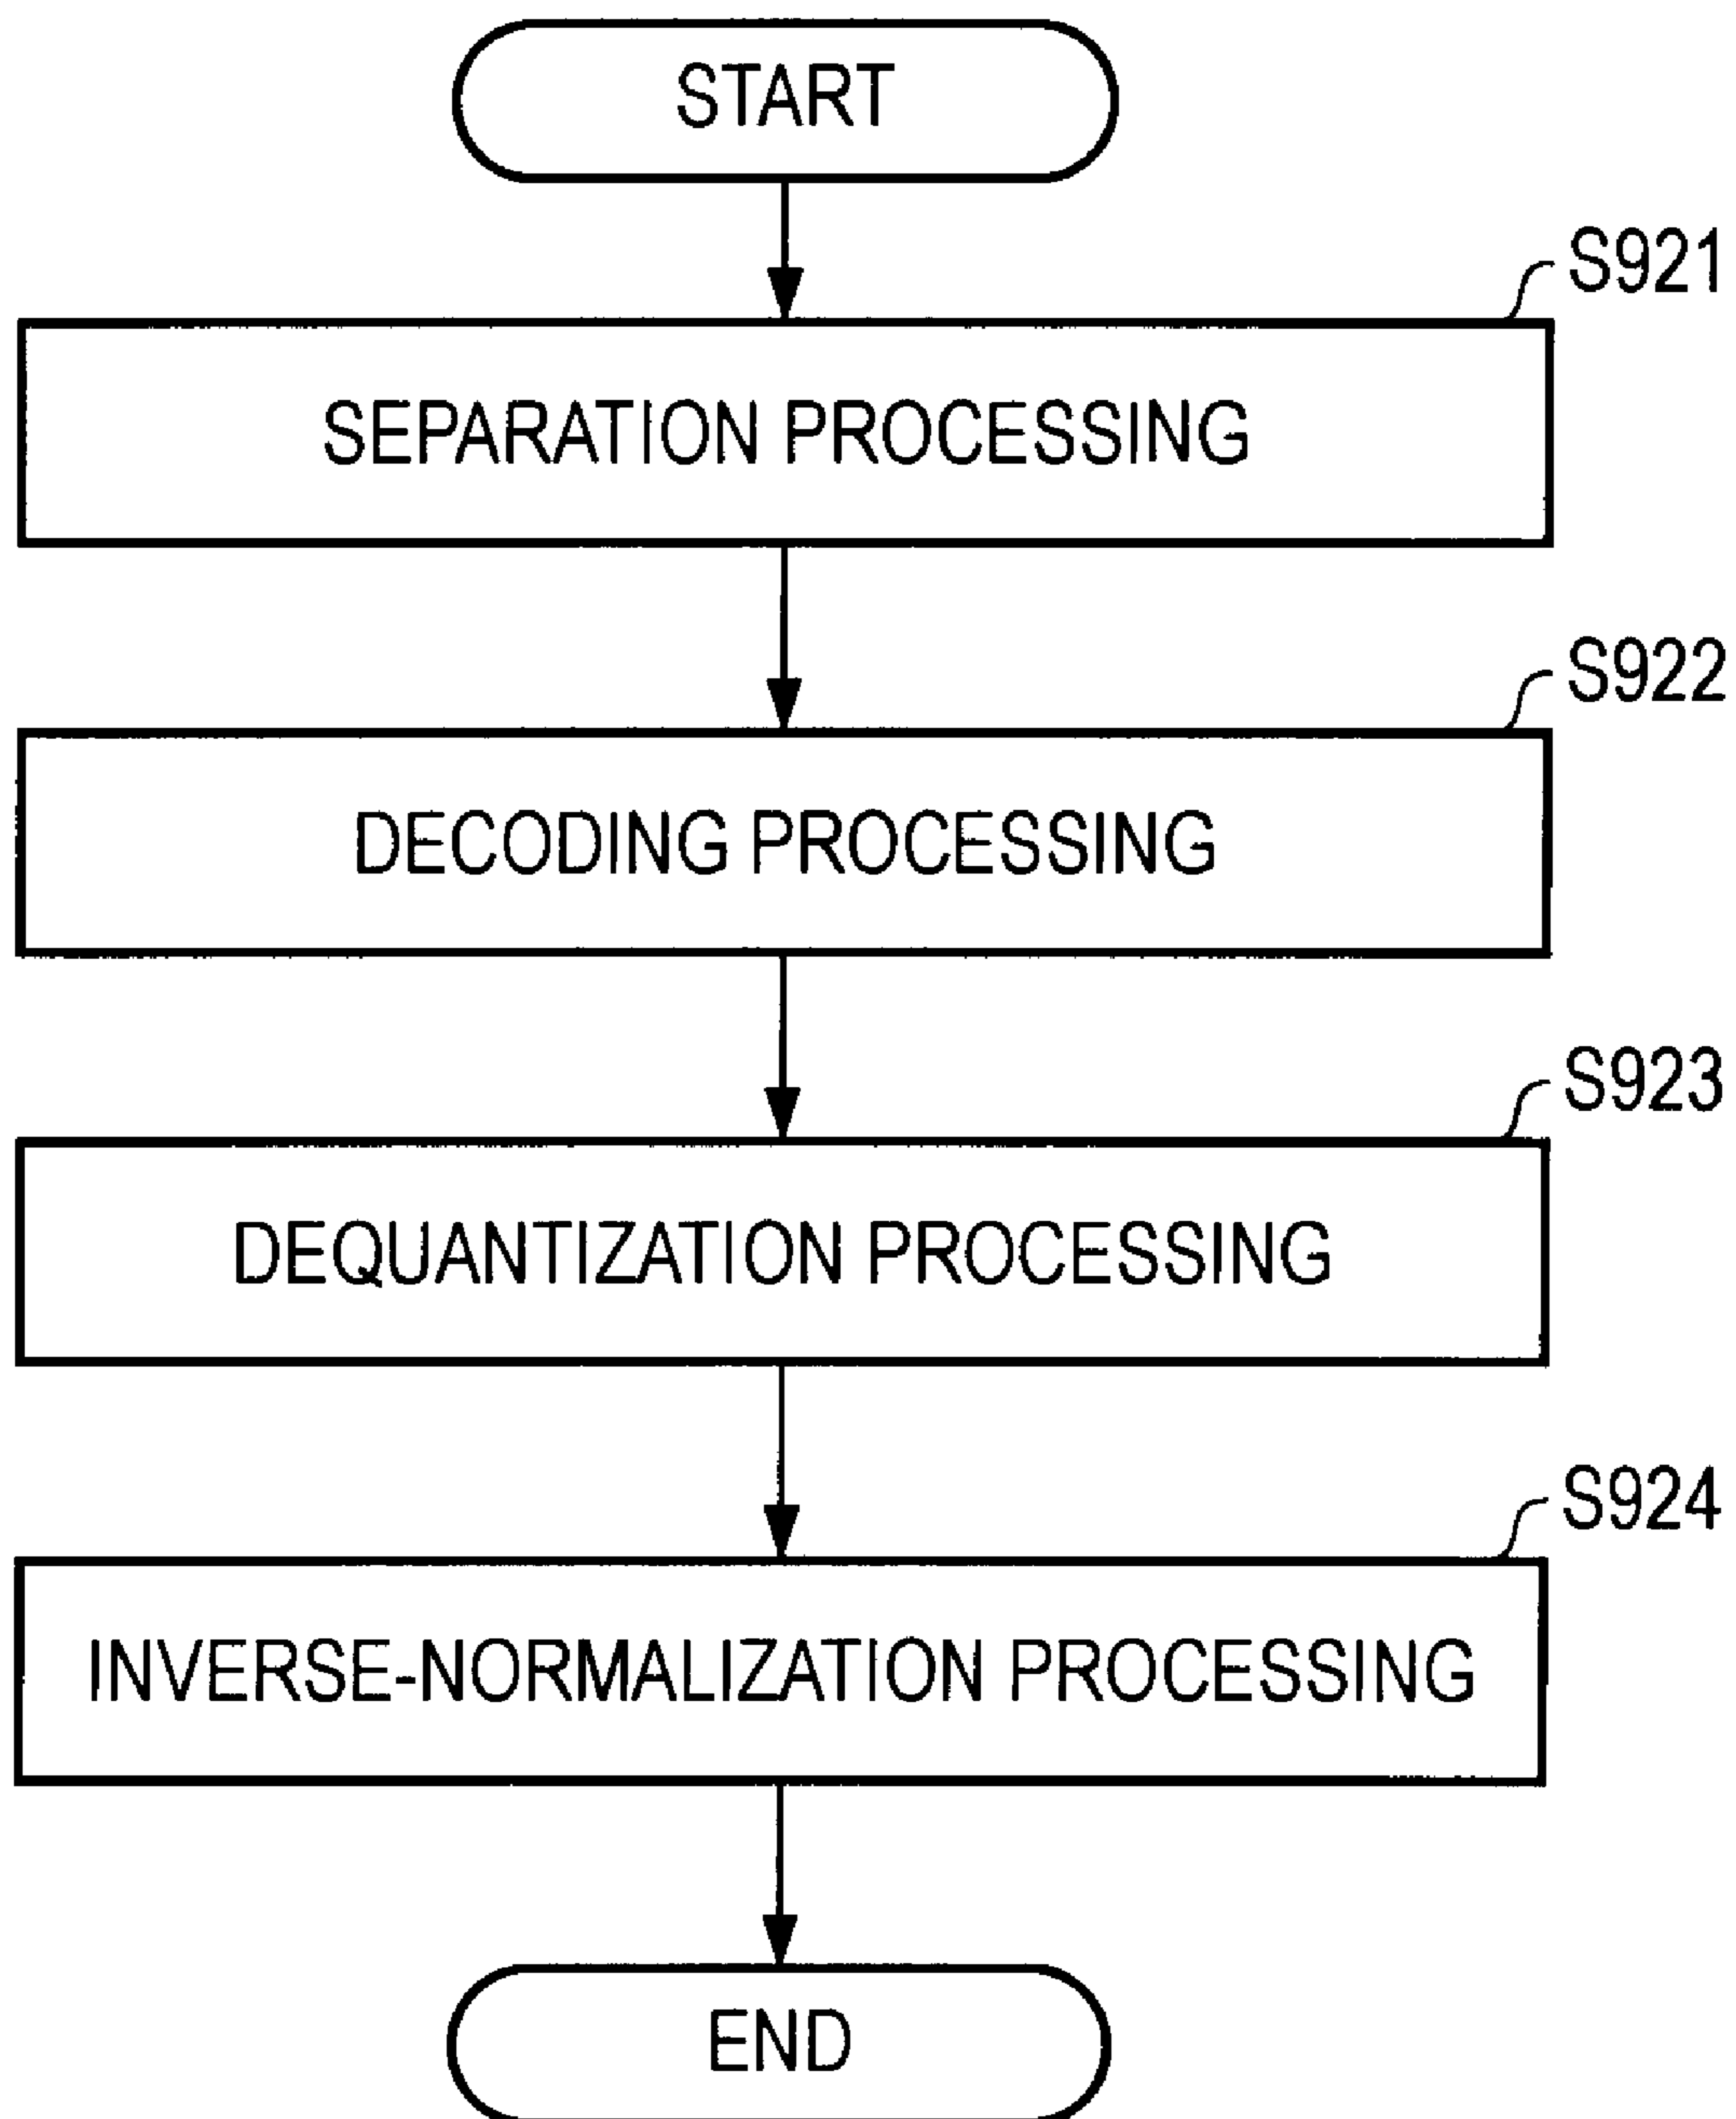 START
S921
SEPARATION PROCESSING
S922
DECODING PROCESSING
S923
DEQUANTIZATION PROCESSING
S924
INVERSE-NORMALIZATION PROCESSING
END